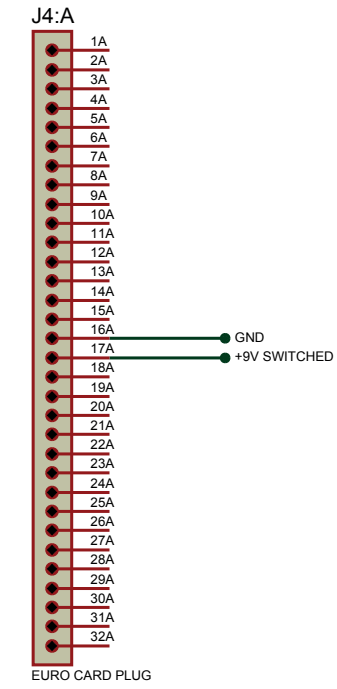 J4:A
1A
2A
3A
4A
5A
6A
7A
8A
9A
10A
11A
12A
13A
14A
15A
16A
GND
17A
+9V SWITCHED
18A
19A
20A
21A
22A
23A
24A
25A
26A
27A
28A
29A
30A
31A
32A
EURO CARD PLUG